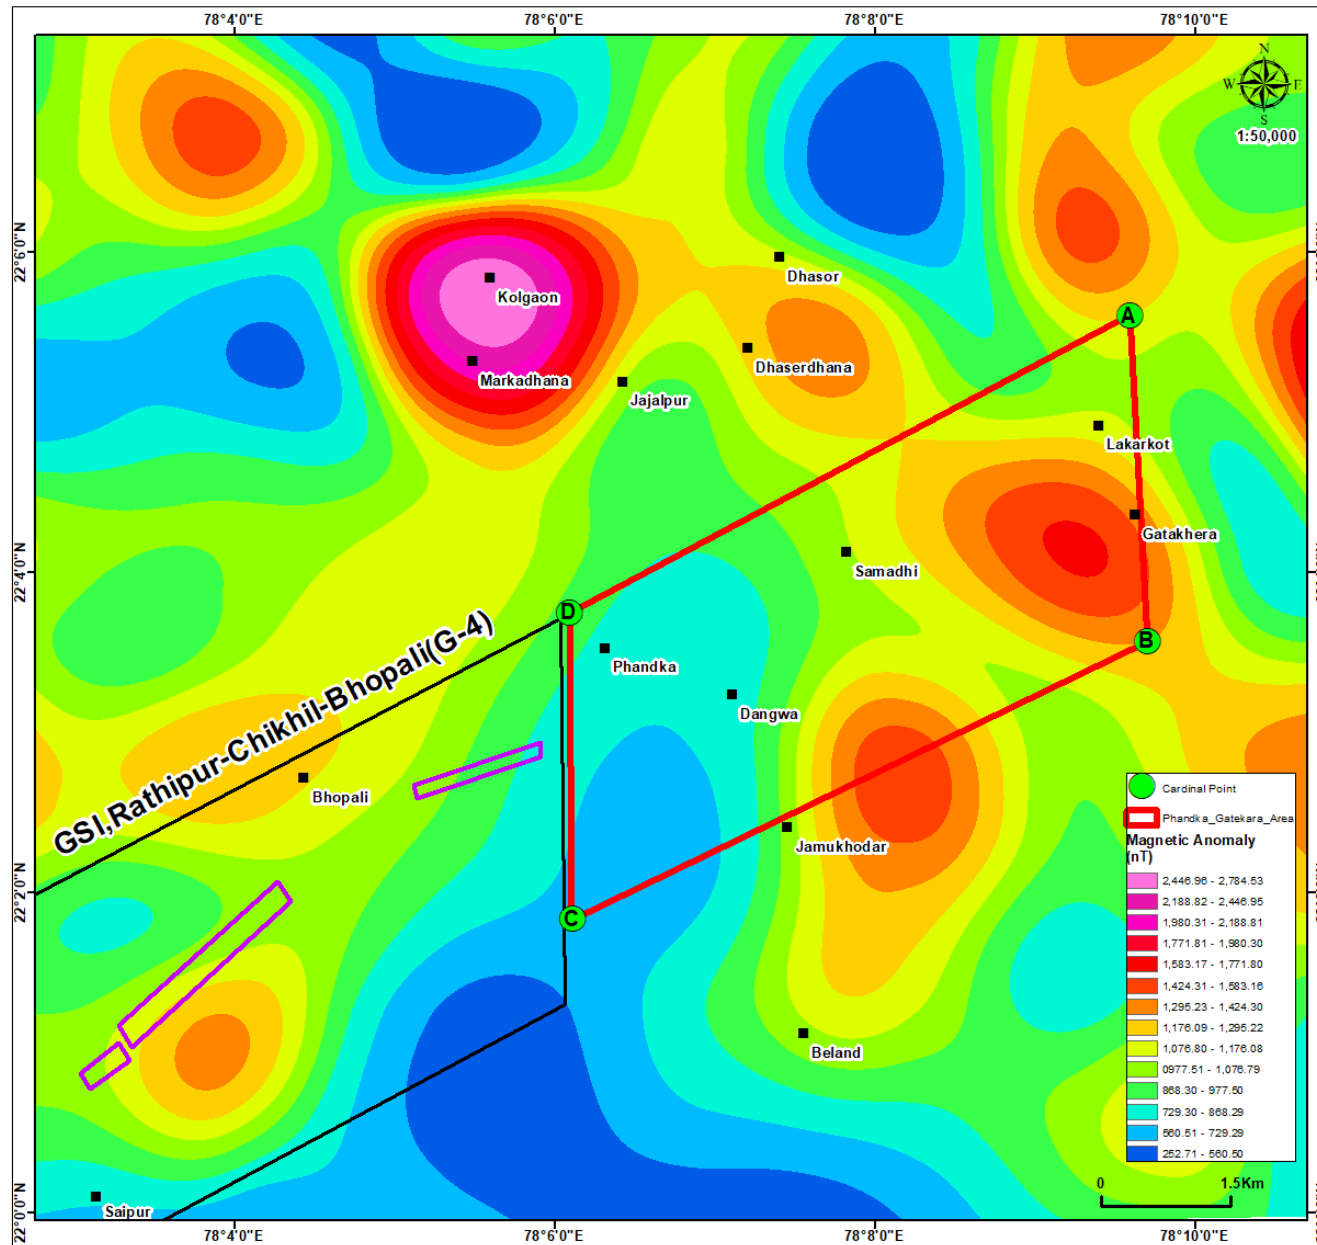 78°4'0"E 78°6'0"E 78°8'0"E 78°10'0"E
N
W E
S
1:50,000
22°6'0"N
Dhasor
Kolgaon
A
Dhaserdhana
Markadhana
Jajalpur
Lakarkot
Gatakhera
22°4'0"N
Samadhi
D
B
Phandka
GSI,Rathipur-Chikhil-Bhopali(G-4)
Dangwa
Bhopali
Jamukhodar
22°2'0"N
C
Beland
Saipur
22°0'0"N
Cardinal Point
Phandka_Gatekara_Area
Magnetic Anomaly
(nT)
2,446.96 - 2,784.53
2,188.82 - 2,446.95
1,980.31 - 2,188.81
1,771.81 - 1,980.30
1,583.17 - 1,771.80
1,424.31 - 1,583.16
1,295.23 - 1,424.30
1,176.09 - 1,295.22
1,076.80 - 1,176.08
0977.51 - 1,076.79
868.30 - 977.50
729.30 - 868.29
560.51 - 729.29
252.71 - 560.50
0 1.5Km
78°4'0"E 78°6'0"E 78°8'0"E 78°10'0"E